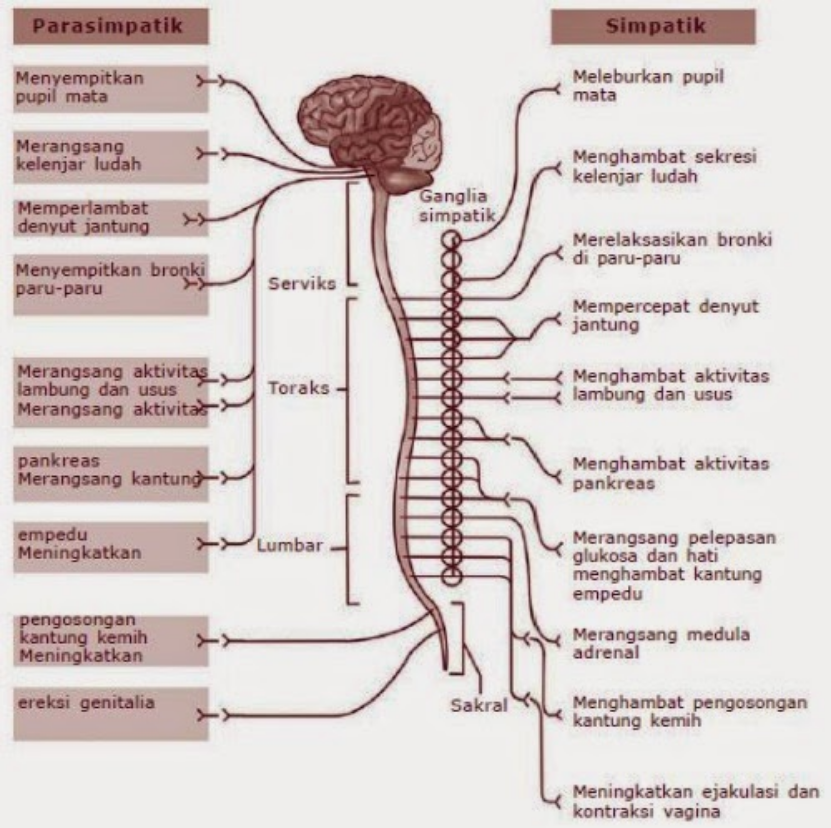 Parasimpatik
Menyempitkan
pupil mata
Merangsang
kelenjar ludah
Memperlambat
denyut jantung
Menyempitkan bronki
paru-paru
Merangsang aktivitas
lambung dan usus
Merangsang aktivitas
pankreas
Merangsang kantung
empedu
Meningkatkan
pengosongan
kantung kemih
Meningkatkan
ereksi genitalia
Ganglia
simpatik
Serviks
Toraks
Lumbar
Sakral
Simpatik
Meleburkan pupil
mata
Menghambat sekresi
kelenjar ludah
Merelaksasikan bronki
di paru-paru
Mempercepat denyut
jantung
Menghambat aktivitas
lambung dan usus
Menghambat aktivitas
pankreas
Merangsang pelepasan
glukosa dan hati
menghambat kantung
empedu
Merangsang medula
adrenal
Menghambat pengosongan
kantung kemih
Meningkatkan ejakulasi dan
kontraksi vagina